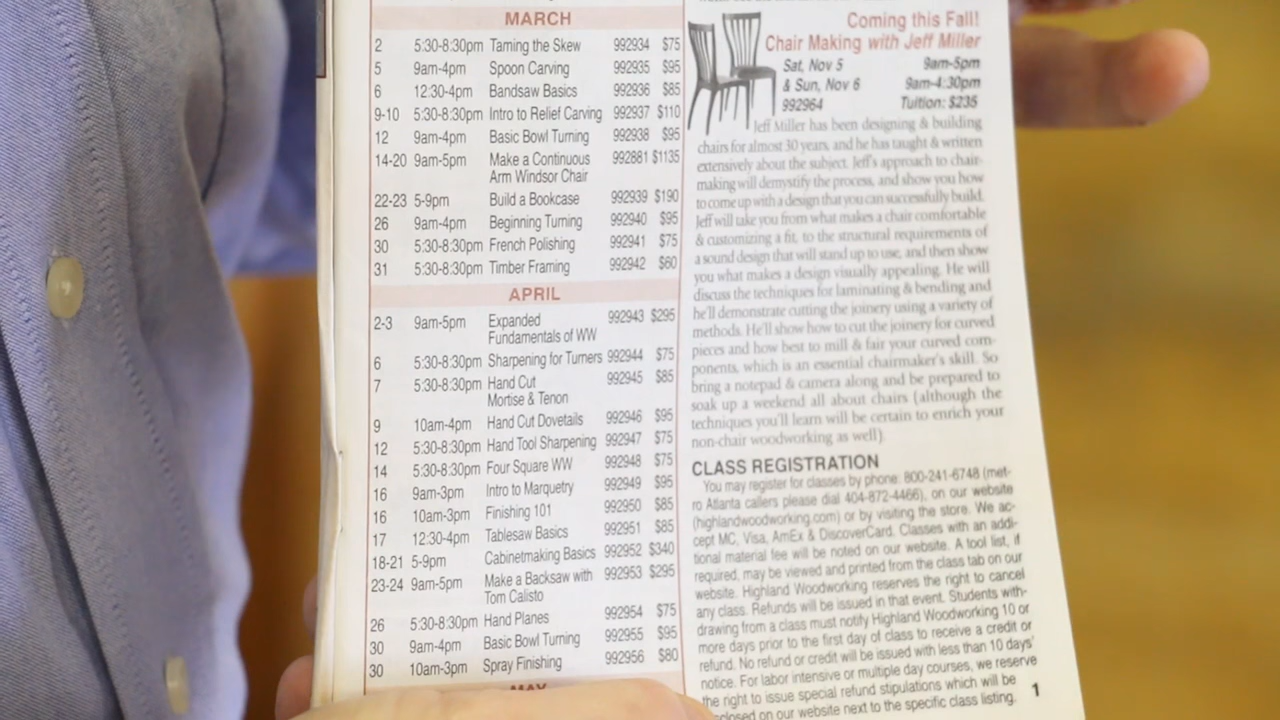 MARCH
2 5:30-8:30pm Taming the Skew 992934 $75
5 9am-4pm Spoon Carving 992935 $95
6 12:30-4pm Bandsaw Basics 992936 $85
9-10 5:30-8:30pm Intro to Relief Carving 992937 $110
12 9am-4pm Basic Bowl Turning 992938 $95
14-20 9am-5pm Make a Continuous 992881 $1135
Arm Windsor Chair
22-23 5-9pm Build a Bookcase 992939 $190
26 9am-4pm Beginning Turning 992940 $95
30 5:30-8:30pm French Polishing 992941 $75
31 5:30-8:30pm Timber Framing 992942 $60
APRIL
2-3 9am-5pm Expanded 992943 $295
Fundamentals of WW
6 5:30-8:30pm Sharpening for Turners 992944 $75
7 5:30-8:30pm Hand Cut 992945 $85
Mortise & Tenon
9 10am-4pm Hand Cut Dovetails 992946 $95
12 5:30-8:30pm Hand Tool Sharpening 992947 $75
14 5:30-8:30pm Four Square WW 992948 $75
16 9am-3pm Intro to Marquetry 992949 $95
16 10am-3pm Finishing 101 992950 $85
17 12:30-4pm Tablesaw Basics 992951 $85
18-21 5-9pm Cabinetmaking Basics 992952 $340
23-24 9am-5pm Make a Backsaw with 992953 $295
Tom Calisto
26 5:30-8:30pm Hand Planes 992954 $75
30 9am-4pm Basic Bowl Turning 992955 $95
30 10am-3pm Spray Finishing 992956 $80
MAY
Coming this Fall!
Chair Making with Jeff Miller
Sat, Nov 5 9am-5pm
& Sun, Nov 6 9am-4:30pm
992964 Tuition: $235
Jeff Miller has been designing & building
chairs for almost 30 years, and he has taught & written
extensively about the subject. Jeff's approach to chair-
making will demystify the process, and show you how
to come up with a design that you can successfully build.
Jeff will take you from what makes a chair comfortable
& customizing a fit, to the structural requirements of
a sound design that will stand up to use, and then show
you what makes a design visually appealing. He will
discuss the techniques for laminating & bending and
he'll demonstrate cutting the joinery using a variety of
methods. He'll show how to cut the joinery for curved
pieces and how best to mill & fair your curved com-
ponents, which is an essential chairmaker's skill. So
bring a notepad & camera along and be prepared to
soak up a weekend all about chairs (although the
techniques you'll learn will be certain to enrich your
non-chair woodworking as well).
CLASS REGISTRATION
You may register for classes by phone: 800-241-6748 (met-
ro Atlanta callers please dial 404-872-4466), on our website
(highlandwoodworking.com) or by visiting the store. We ac-
cept MC, Visa, AmEx & DiscoverCard. Classes with an addi-
tional material fee will be noted on our website. A tool list, if
required, may be viewed and printed from the class tab on our
website. Highland Woodworking reserves the right to cancel
any class. Refunds will be issued in that event. Students with-
drawing from a class must notify Highland Woodworking 10 or
more days prior to the first day of class to receive a credit or
refund. No refund or credit will be issued with less than 10 days'
notice. For labor intensive or multiple day courses, we reserve
the right to issue special refund stipulations which will be
on our website next to the specific class listing.
1